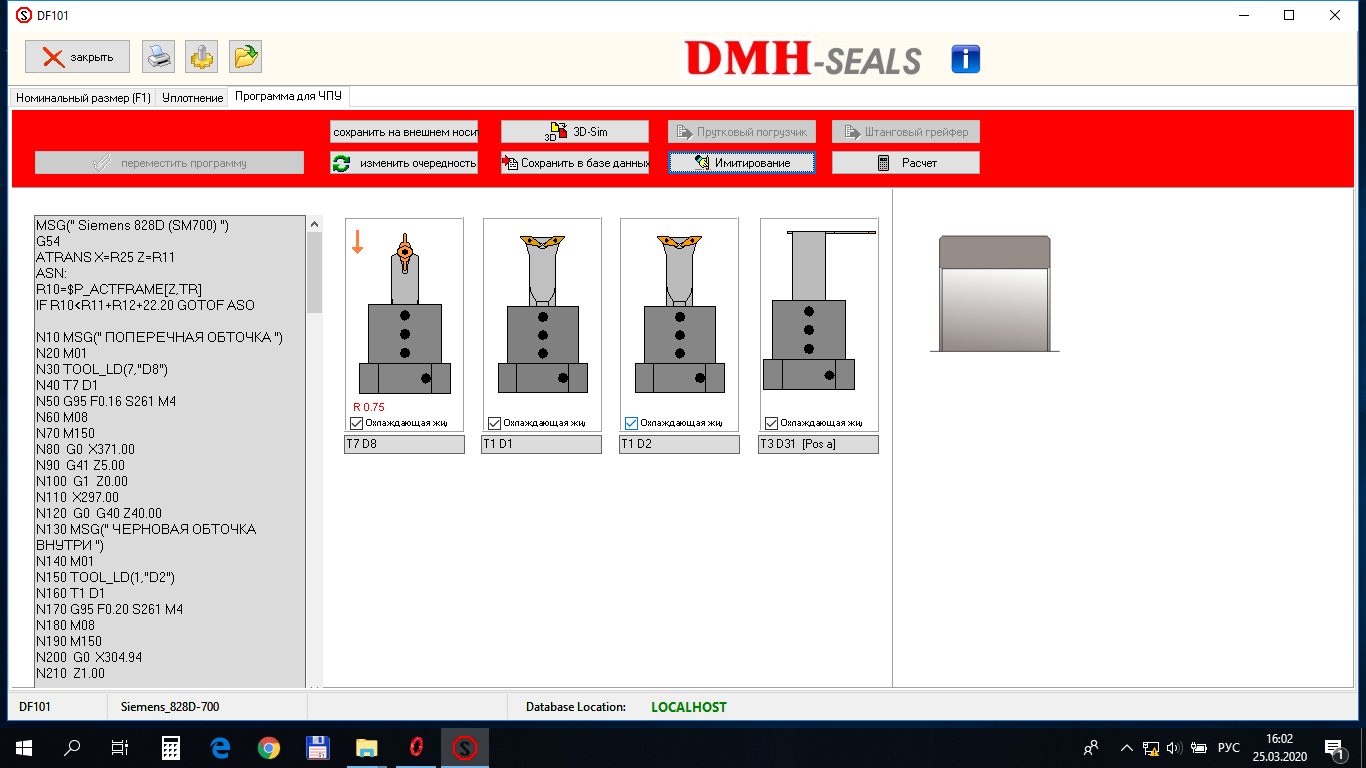 DF101
закрыть
DMH-SEALS
Номинальный размер (F1)
Уплотнение
Программа для ЧПУ
сохранить на внешнем носит
3D-Sim
Прутковый погрузчик
Штанговый грейфер
переместить программу
изменить очередность
Сохранить в базе данных
Имитирование
Расчет
MSG(" Siemens 828D (SM700) ")
G54
ATRANS X=R25 Z=R11
ASN:
R10=$P_ACTFRAME[Z,TR]
IF R10<R11+R12+22.20 GOTOF ASO
N10 MSG(" ПОПЕРЕЧНАЯ ОБТОЧКА ")
N20 M01
N30 TOOL_LD(7,"D8")
N40 T7 D1
N50 G95 F0.16 S261 M4
N60 M08
N70 M150
N80  G0  X371.00
N90  G41 Z5.00
N100  G1  Z0.00
N110  X297.00
N120  G0  G40 Z40.00
N130 MSG(" ЧЕРНОВАЯ ОБТОЧКА
ВНУТРИ ")
N140 M01
N150 TOOL_LD(1,"D2")
N160 T1 D1
N170 G95 F0.20 S261 M4
N180 M08
N190 M150
N200  G0  X304.94
N210  Z1.00
R 0.75
Охлаждающая жи
T7 D8
Охлаждающая жи
T1 D1
Охлаждающая жи
T1 D2
Охлаждающая жи
T3 D31  [Pos a]
DF101
Siemens_828D-700
Database Location:
LOCALHOST
РУС
16:02
25.03.2020
1